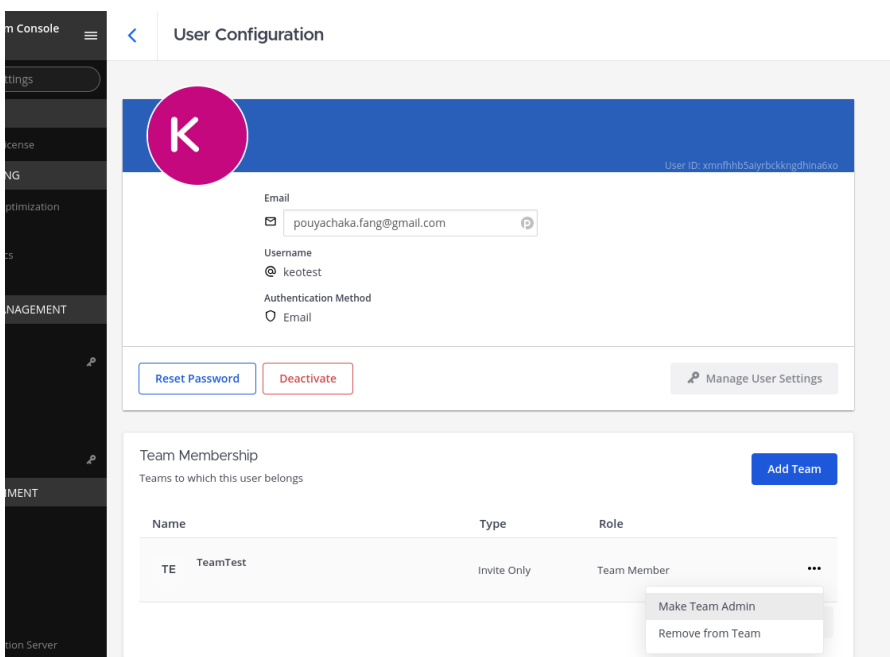 m Console
User Configuration
ttings
K
icense
User ID: xmnfhhb5aiyrbckkngdhina6xo
NG
Email
ptimization
pouyachaka.fang@gmail.com
Username
cs
@ keotest
Authentication Method
ANAGEMENT
Email
Reset Password
Deactivate
Manage User Settings
Team Membership
Add Team
Teams to which this user belongs
NMENT
Name Type Role
TE TeamTest Invite Only Team Member •••
Make Team Admin
Remove from Team
tion Server